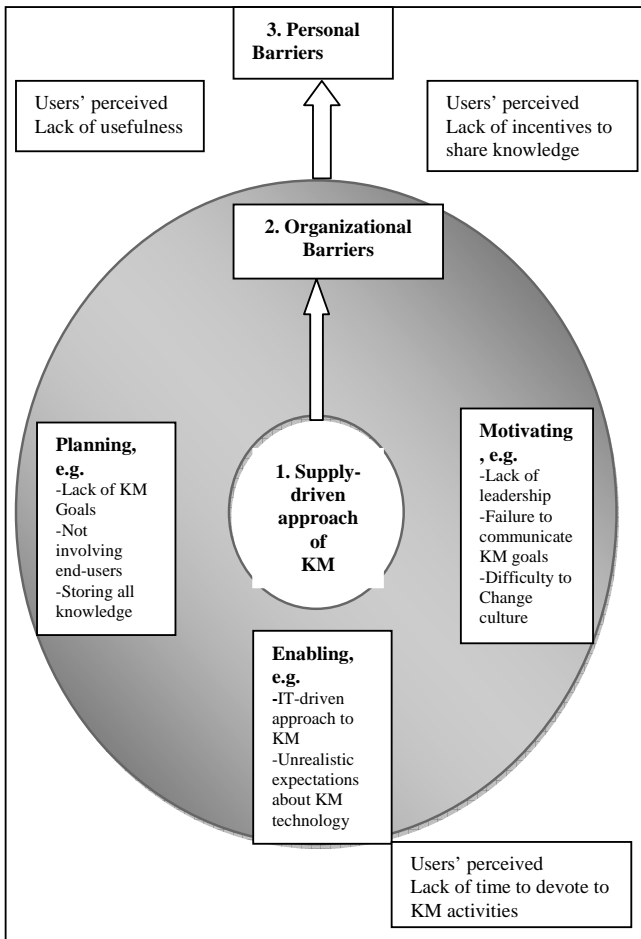 3. Personal
Barriers
Users’ perceived
Lack of usefulness
Users’ perceived
Lack of incentives to
share knowledge
2. Organizational
Barriers
Planning,
e.g.
-Lack of KM
Goals
-Not
involving
end-users
-Storing all
knowledge
1. Supply-
driven
approach
of
KM
Motivating
, e.g.
-Lack of
leadership
-Failure to
communicate
KM goals
-Difficulty to
Change
culture
Enabling,
e.g.
-IT-driven
approach to
KM
-Unrealistic
expectations
about KM
technology
Users’ perceived
Lack of time to devote to
KM activities